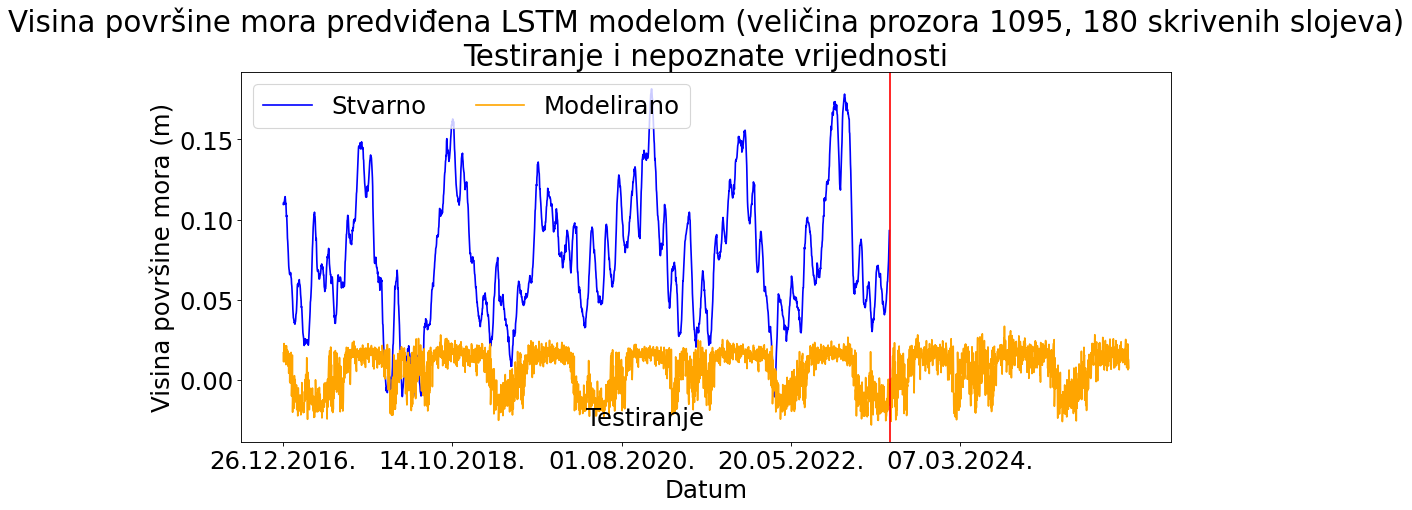 Visina površine mora predviđena LSTM modelom (veličina prozora 1095, 180 skrivenih slojeva)
Testiranje i nepoznate vrijednosti
Stvarno
Modelirano
Visina površine mora (m)
0.15
0.10
0.05
0.00
Testiranje
26.12.2016.
14.10.2018.
01.08.2020.
20.05.2022.
07.03.2024.
Datum